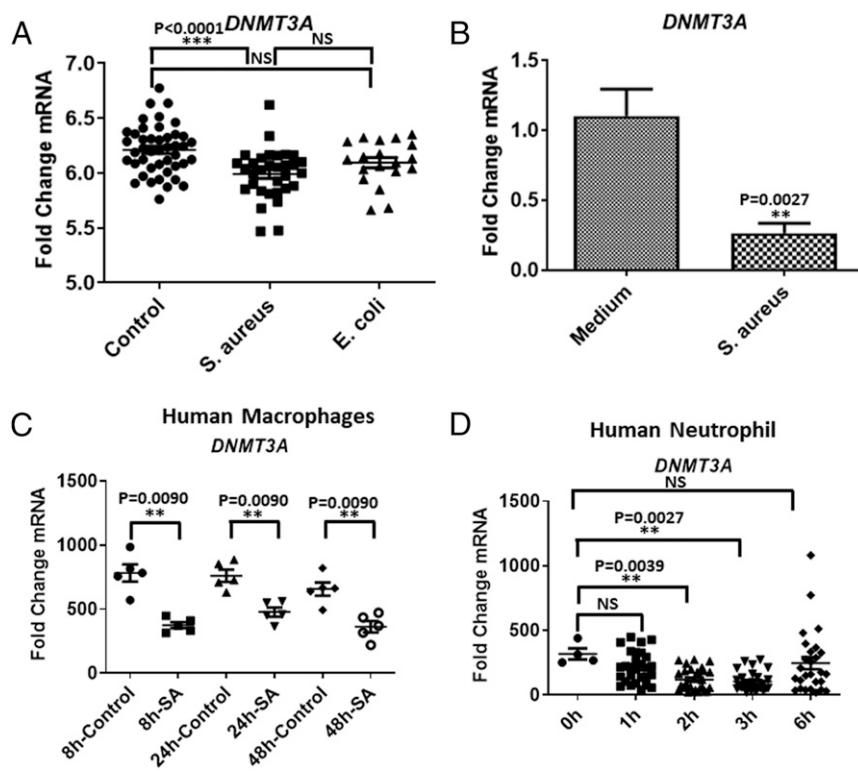 A
DNMT3A
P<0.0001
***
NS
NS
Fold Change mRNA
7.0
6.5
6.0
5.5
5.0
Control
S. aureus
E. coli
B
DNMT3A
Fold Change mRNA
1.5
1.0
0.5
0.0
P=0.0027
**
Medium
S. aureus
C
Human Macrophages
DNMT3A
Fold Change mRNA
1500
1000
500
0
P=0.0090
**
P=0.0090
**
P=0.0090
**
8h-Control
8h-SA
24h-Control
24h-SA
48h-Control
48h-SA
D
Human Neutrophil
DNMT3A
NS
Fold Change mRNA
1500
1000
500
0
P=0.0027
**
P=0.0039
**
NS
0h
1h
2h
3h
6h